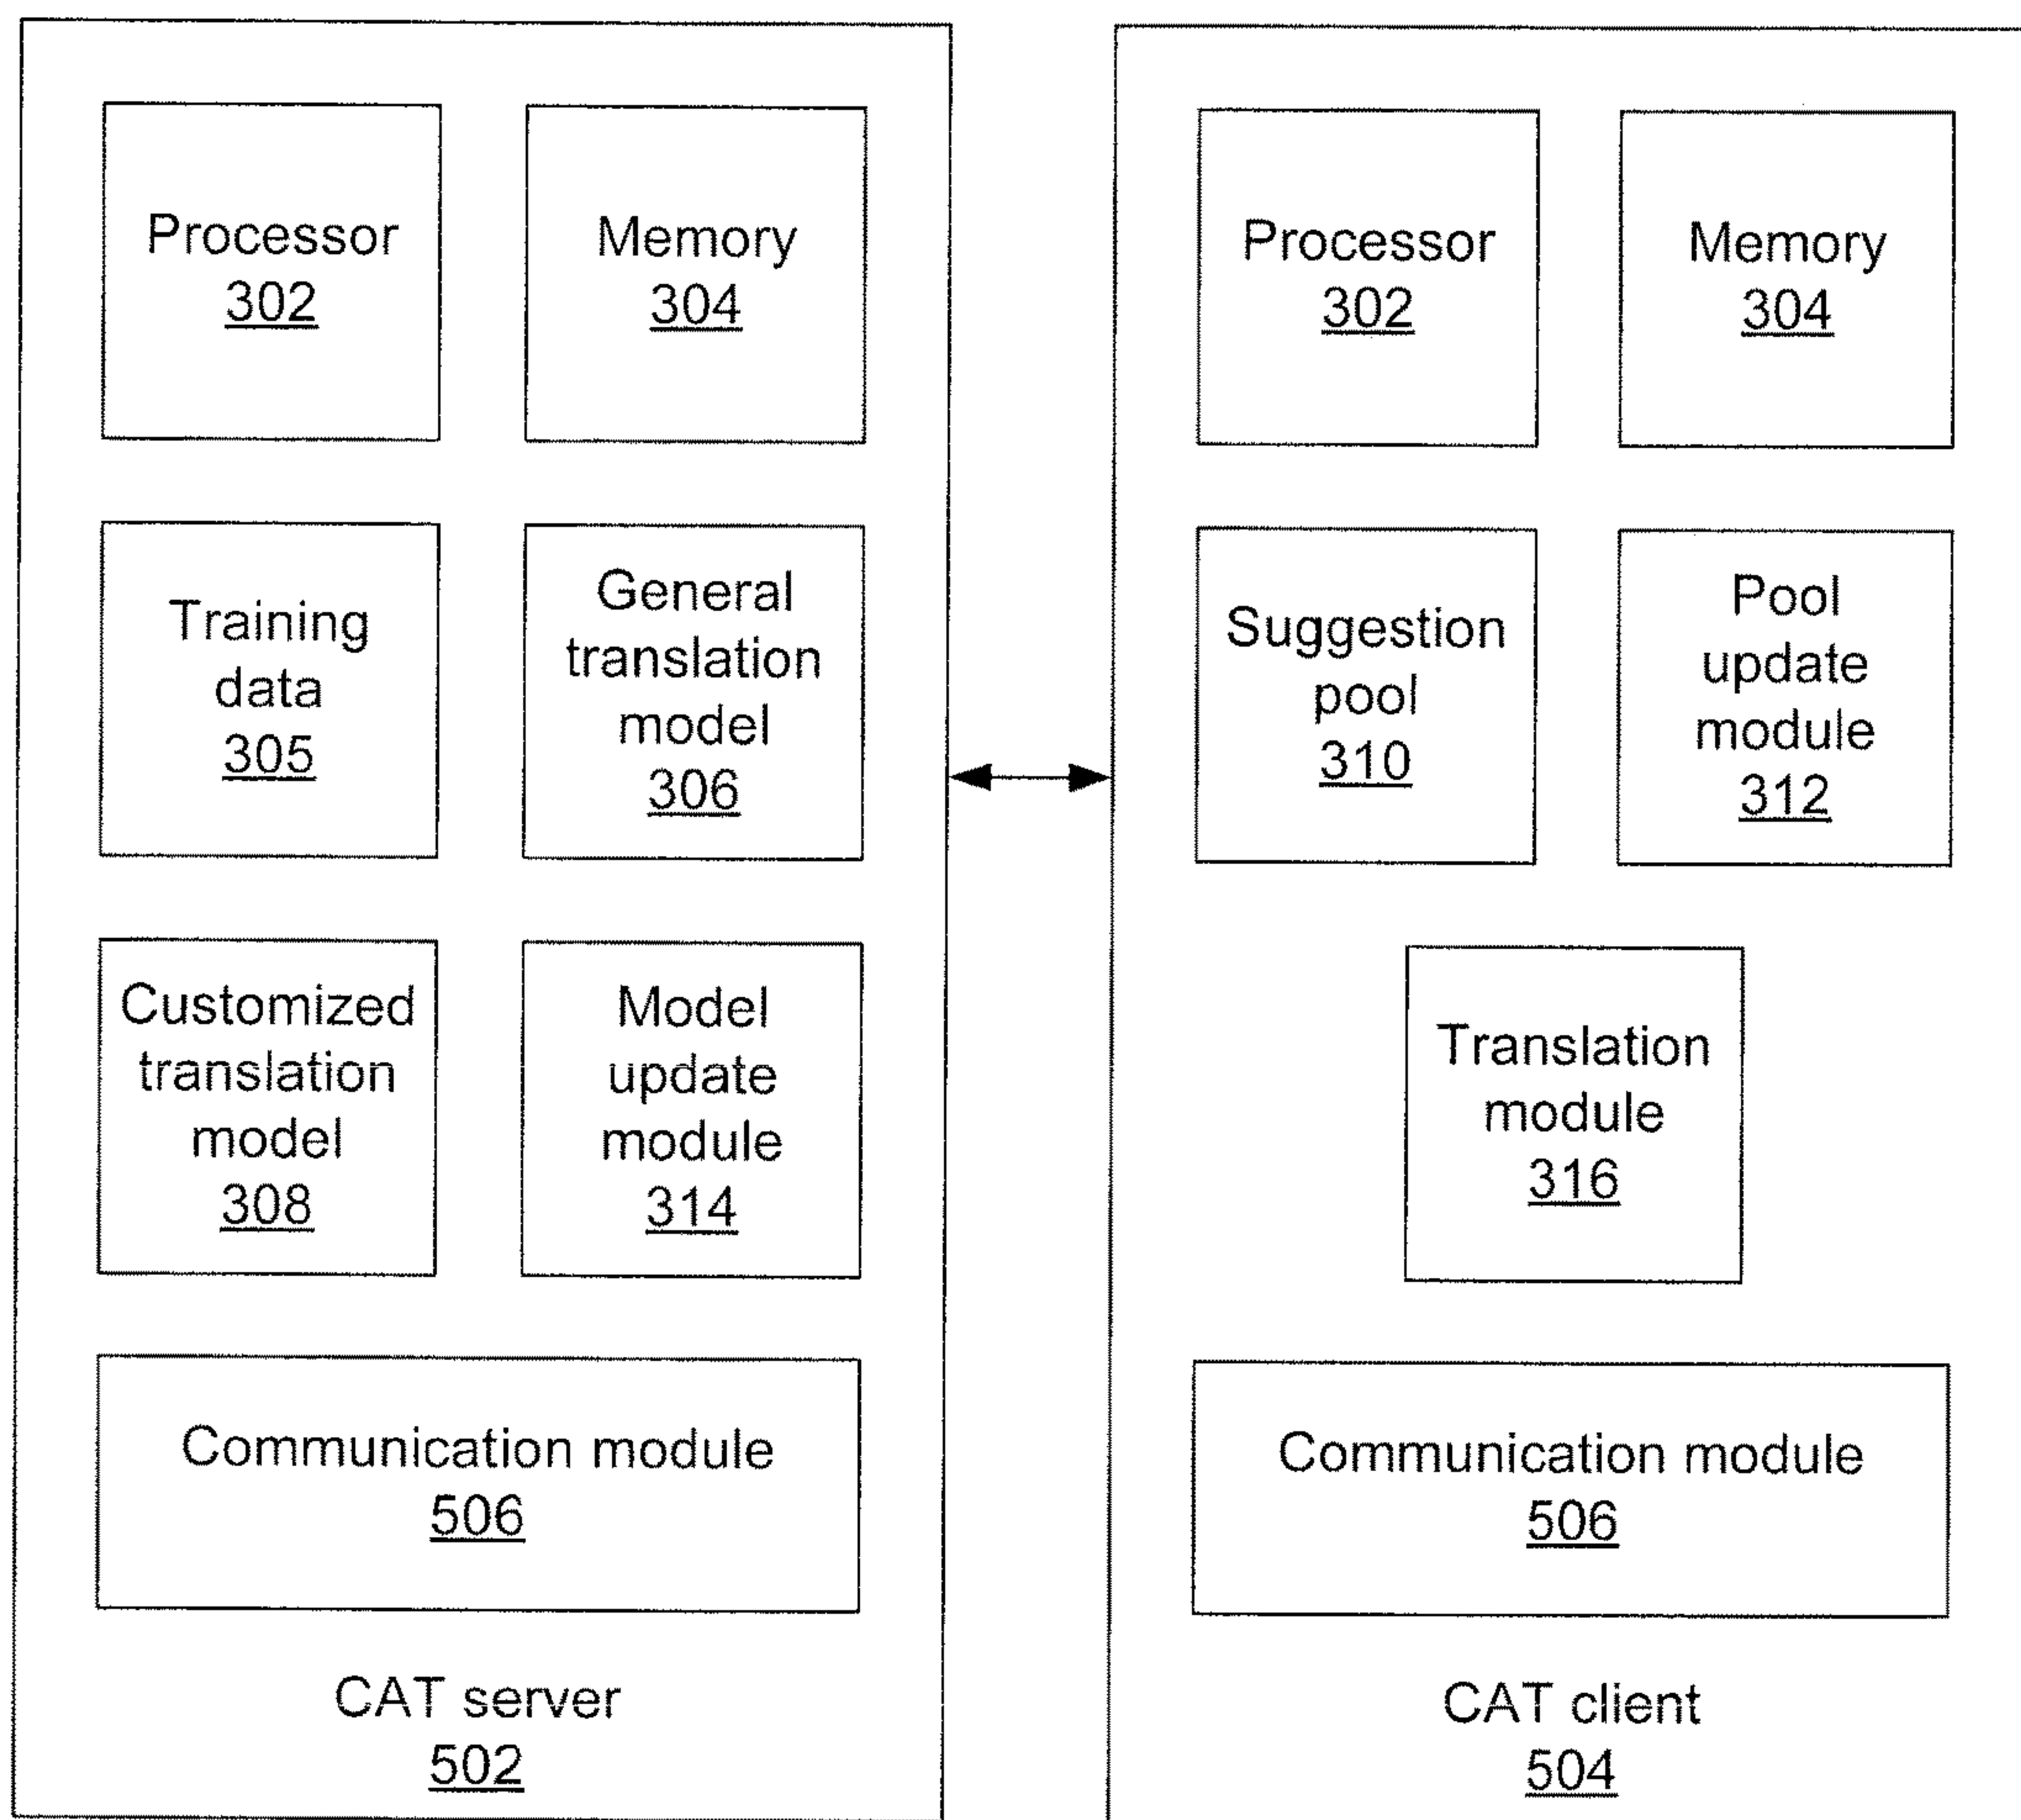 Processor
302
Memory
304
Training
data
305
General
translation
model
306
Customized
translation
model
308
Model
update
module
314
Communication module
506
CAT server
502
Processor
302
Memory
304
Suggestion
pool
310
Pool
update
module
312
Translation
module
316
Communication module
506
CAT client
504